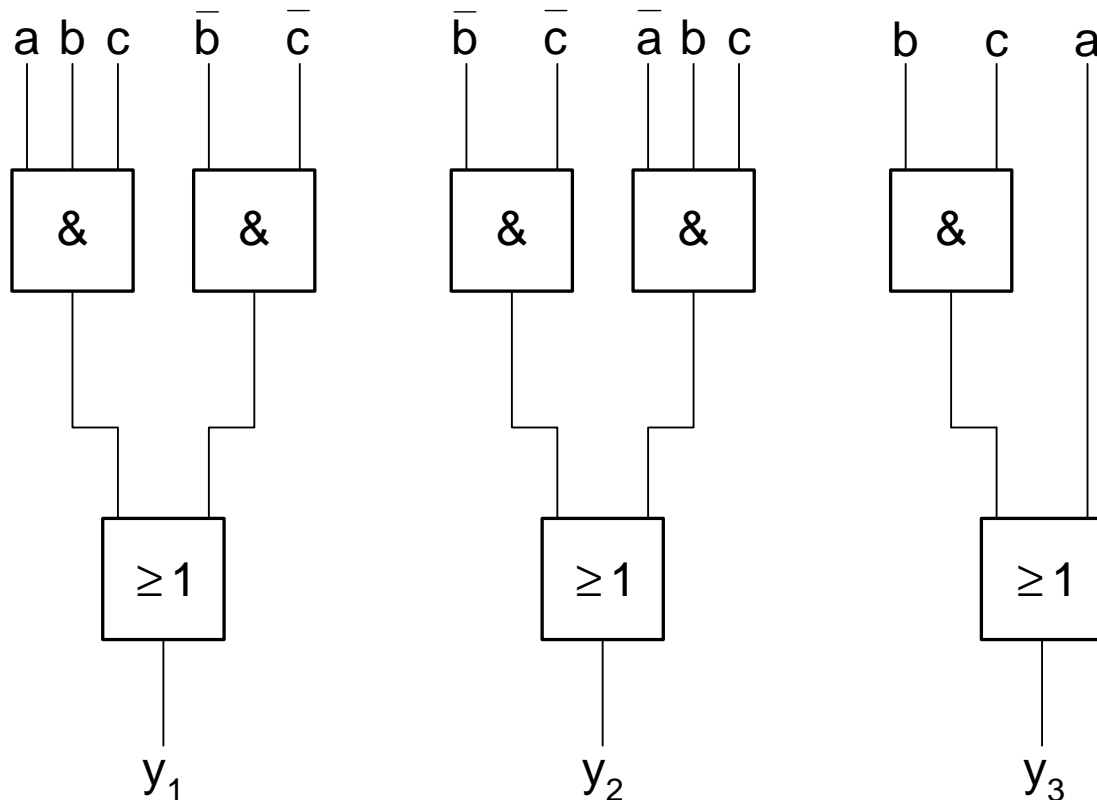 a b c b̅ c̅ b̅ c̅ a̅ b c b c a
& & & & &
≥ 1 ≥ 1 ≥ 1
y₁ y₂ y₃